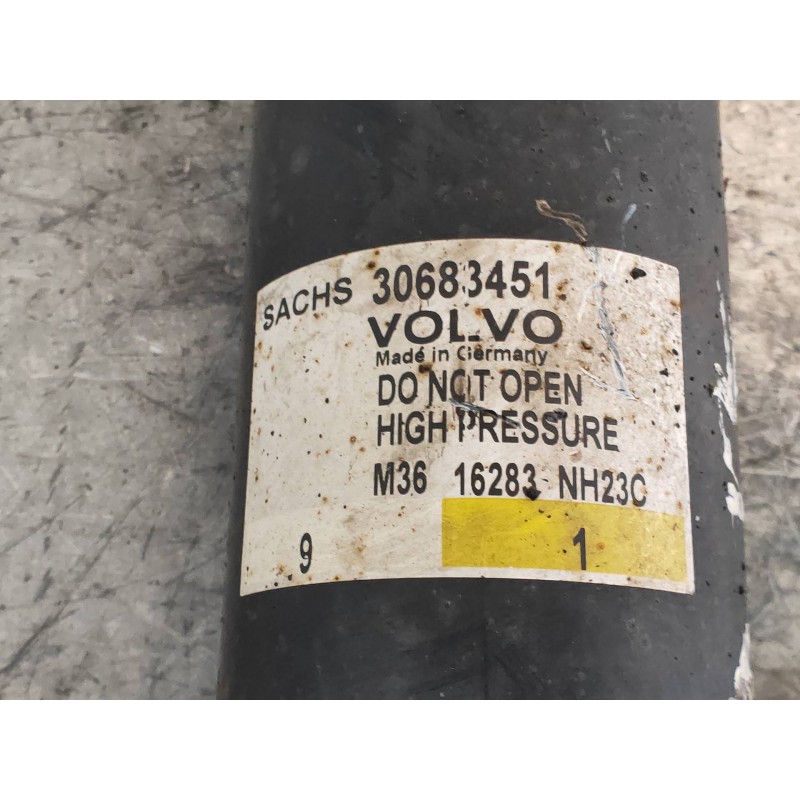 SACHS 30683451
VOLVO
Made in Germany
DO NOT OPEN
HIGH PRESSURE
M36 16283 NH23C
9 1